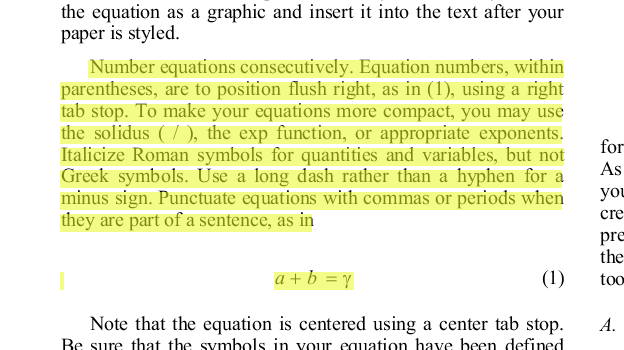 the equation as a graphic and insert it into the text after your
paper is styled.
Number equations consecutively. Equation numbers, within
parentheses, are to position flush right, as in (1), using a right
tab stop. To make your equations more compact, you may use
the solidus ( / ), the exp function, or appropriate exponents.
Italicize Roman symbols for quantities and variables, but not
Greek symbols. Use a long dash rather than a hyphen for a
minus sign. Punctuate equations with commas or periods when
they are part of a sentence, as in
a + b = γ (1)
Note that the equation is centered using a center tab stop.
Be sure that the symbols in your equation have been defined
for
As
you
cre
pre
the
too
A.